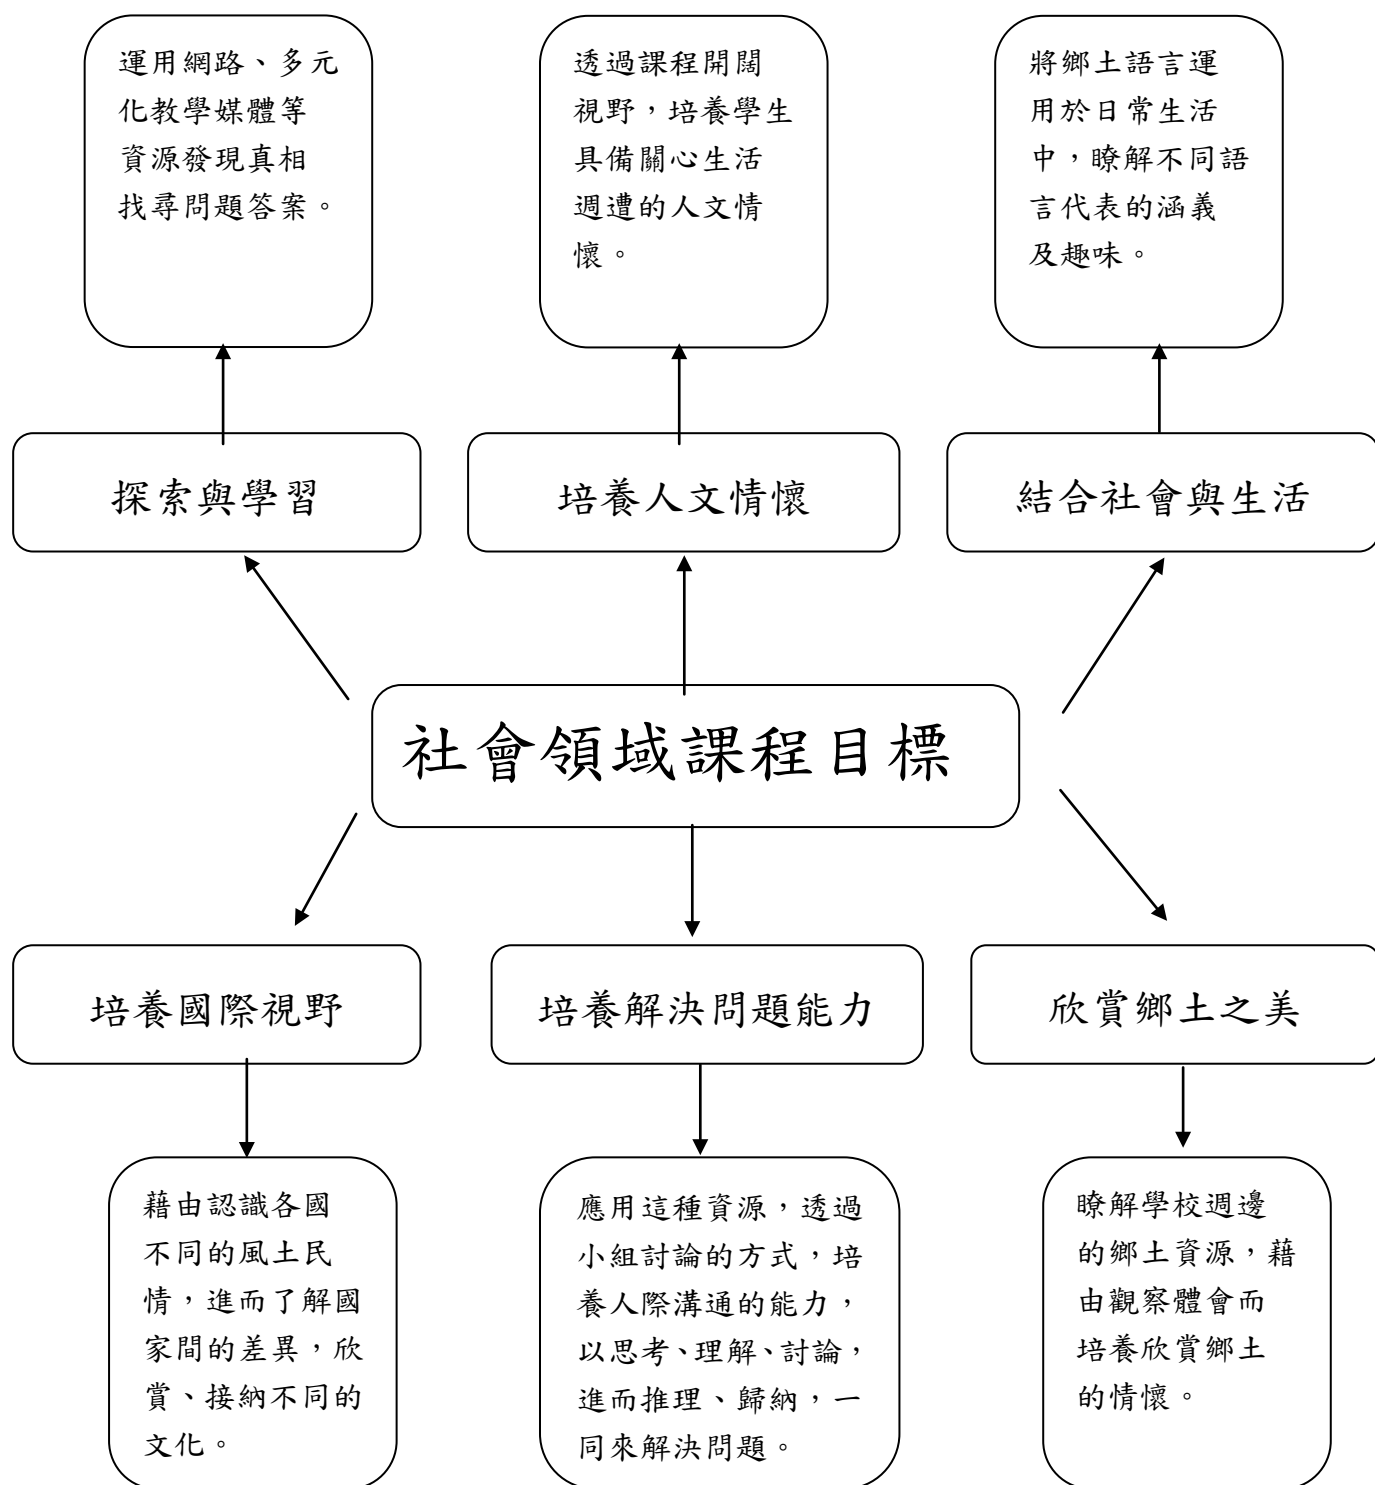 運用網路、多元
化教學媒體等
資源發現真相
找尋問題答案。
透過課程開闊
視野，培養學生
具備關心生活
週遭的人文情
懷。
將鄉土語言運
用於日常生活
中，瞭解不同語
言代表的涵義
及趣味。
探索與學習
培養人文情懷
結合社會與生活
社會領域課程目標
培養國際視野
培養解決問題能力
欣賞鄉土之美
藉由認識各國
不同的風土民
情，進而了解國
家間的差異，欣
賞、接納不同的
文化。
應用這種資源，透過
小組討論的方式，培
養人際溝通的能力，
以思考、理解、討論，
進而推理、歸納，一
同來解決問題。
瞭解學校週邊
的鄉土資源，藉
由觀察體會而
培養欣賞鄉土
的情懷。